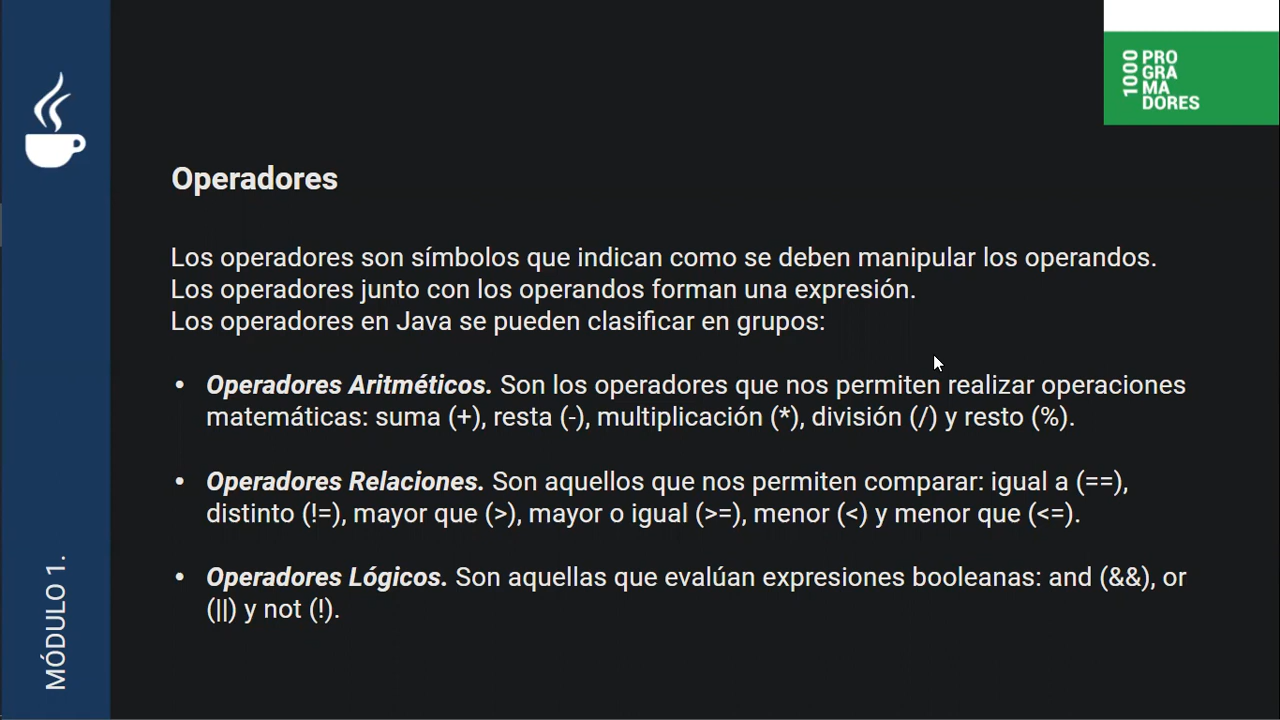 1000
PRO
GRA
MA
DORES
Operadores
Los operadores son símbolos que indican como se deben manipular los operandos.
Los operadores junto con los operandos forman una expresión.
Los operadores en Java se pueden clasificar en grupos:
• Operadores Aritméticos. Son los operadores que nos permiten realizar operaciones
matemáticas: suma (+), resta (-), multiplicación (*), división (/) y resto (%).
• Operadores Relaciones. Son aquellos que nos permiten comparar: igual a (==),
distinto (!=), mayor que (>), mayor o igual (>=), menor (<) y menor que (<=).
• Operadores Lógicos. Son aquellas que evalúan expresiones booleanas: and (&&), or
(||) y not (!).
MÓDULO 1.